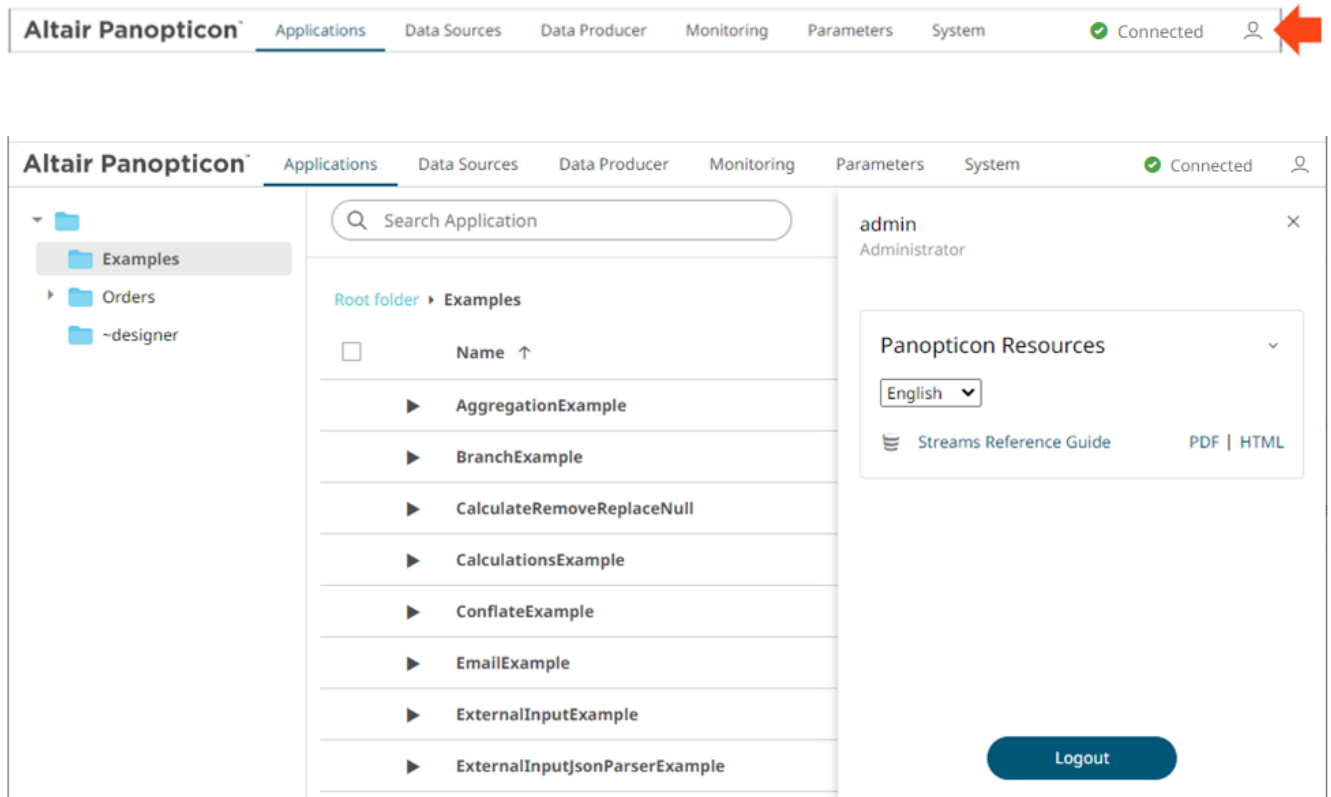 Altair Panopticon™ Applications Data Sources Data Producer Monitoring Parameters System Connected
Altair Panopticon™ Applications Data Sources Data Producer Monitoring Parameters System Connected
Examples
Orders
~designer
Search Application
Root folder Examples
Name
AggregationExample
BranchExample
CalculateRemoveReplaceNull
CalculationsExample
ConflateExample
EmailExample
ExternalInputExample
ExternalInputJsonParserExample
admin
Administrator
Panopticon Resources
English
Streams Reference Guide PDF | HTML
Logout